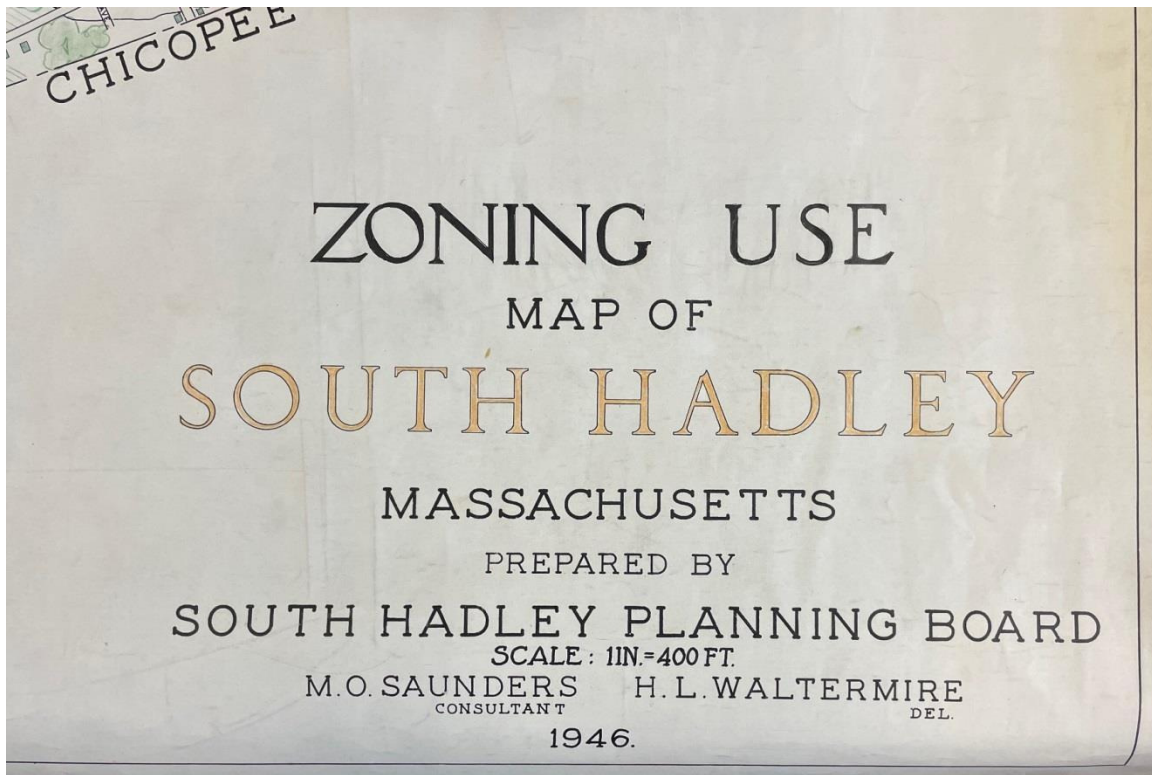 AVE
CHICOPEE
ZONING USE
MAP OF
SOUTH HADLEY
MASSACHUSETTS
PREPARED BY
SOUTH HADLEY PLANNING BOARD
SCALE: 1IN.=400 FT.
M.O. SAUNDERS H.L. WALTERMIRE
CONSULTANT DEL.
1946.